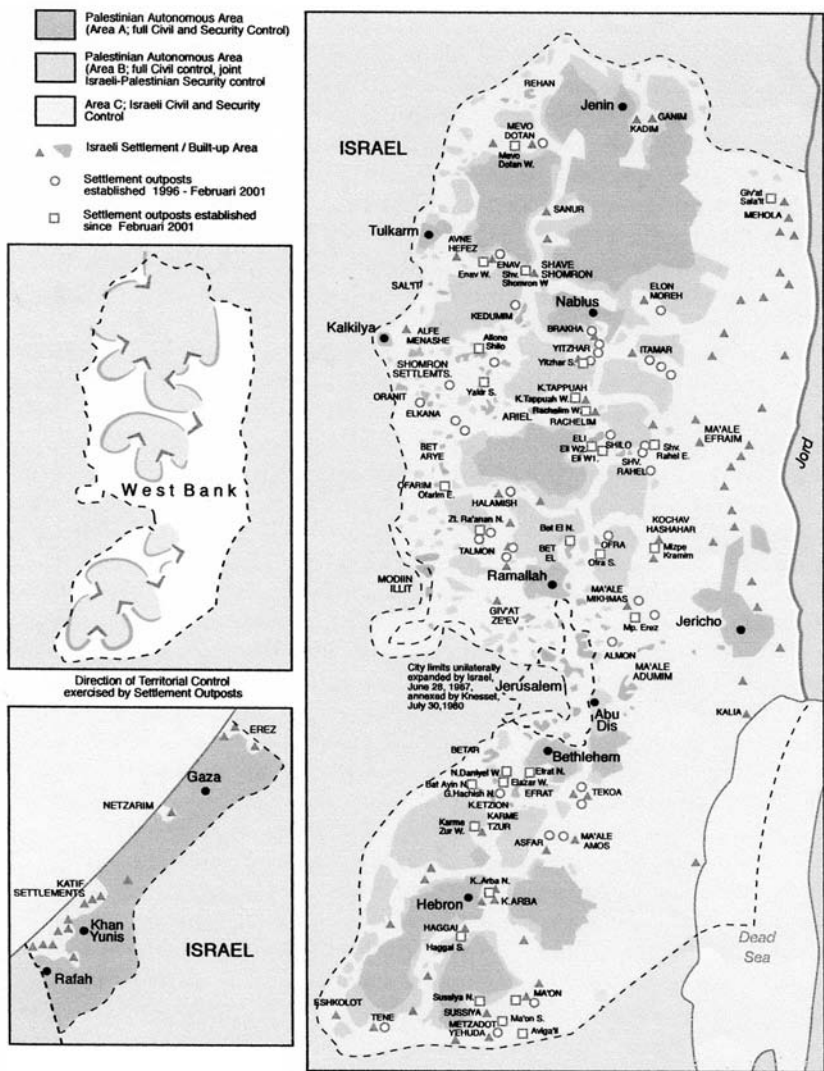 Palestinian Autonomous Area
(Area A; full Civil and Security Control)
Palestinian Autonomous Area
(Area B; full Civil control, joint
Israeli-Palestinian Security control
Area C; Israeli Civil and Security
Control
Israeli Settlement / Built-up Area
Settlement outposts
established 1996 - Februari 2001
Settlement outposts established
since Februari 2001
West Bank
Direction of Territorial Control
exercised by Settlement Outposts
EREZ
Gaza
NETZARIM
KATIF
SETTLEMENTS
Khan
Yunis
Rafah
ISRAEL
ISRAEL
REHAN
Jenin
GANIM
KADIM
MEVO
DOTAN
Mevo
Dotan W.
Giv'at
Sala'it
MEHOLA
SANUR
Tulkarm
AVNE
HEFEZ
ENAV
Enav W.
Shv.
Shomron W
SHAVE
SHOMRON
SAL'IT
ELON
MOREH
Nablus
KEDUMIM
BRAKHA
Kalkilya
ALFE
MENASHE
Allone
Shilo
YITZHAR
Yitzhar S.
ITAMAR
SHOMRON
SETTLEMTS.
Yakir S.
ORANIT
ELKANA
K.TAPPUAH
K.Tappuah W.
Rachelim W.
RACHELIM
ARIEL
MA'ALE
EFRAIM
BET
ARYE
ELI
Eli W2.
Eli W1.
SHILO
SHV.
RAHEL
Shv.
Rahel E.
OFARIM
Ofarim E.
HALAMISH
Zt. Ra'anan N.
TALMON
Bet El N.
BET
EL
OFRA
Ofra S.
KOCHAV
HASHAHAR
Mizpe
Kramim
MODIIN
ILLIT
Ramallah
GIV'AT
ZE'EV
MA'ALE
MIKHMAS
Mp. Erez
Jericho
ALMON
MA'ALE
ADUMIM
City limits unilaterally
expanded by Israel,
June 28, 1967,
annexed by Knesset,
July 30,1980
Jerusalem
Abu
Dis
KALIA
Jord
BETAR
Bethlehem
N.Daniyel W.
Efrat N.
Bat Ayin N.
Elazar W.
G.Hachish N.
EFRAT
TEKOA
K.ETZION
KARME
TZUR
Karme
Zur W.
ASFAR
MA'ALE
AMOS
K. Arba N.
Hebron
K.ARBA
HAGGAI
Haggai S.
Dead
Sea
ESHKOLOT
TENE
Sussiya N.
SUSSIYA
MA'ON
Ma'on S.
METZADOT
YEHUDA
Aviga'il